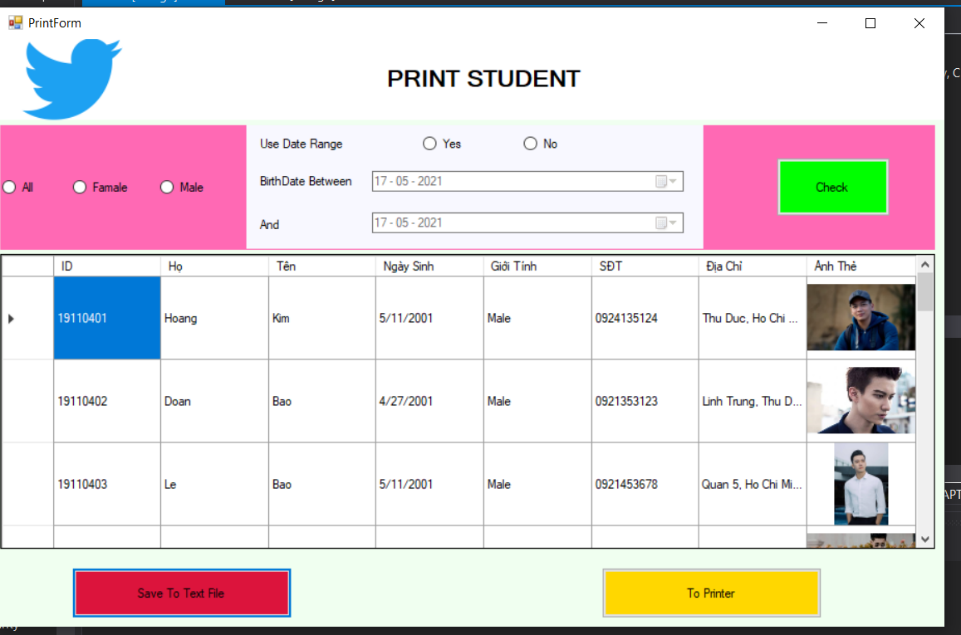 PrintForm
PRINT STUDENT
Use Date Range Yes No
All Famale Male
BirthDate Between 17 - 05 - 2021
And 17 - 05 - 2021
Check
ID Họ Tên Ngày Sinh Giới Tính SĐT Địa Chỉ Ảnh Thẻ
19110401 Hoang Kim 5/11/2001 Male 0924135124 Thu Duc, Ho Chi ...
19110402 Doan Bao 4/27/2001 Male 0921353123 Linh Trung, Thu D...
19110403 Le Bao 5/11/2001 Male 0921453678 Quan 5, Ho Chi Mi...
Save To Text File To Printer